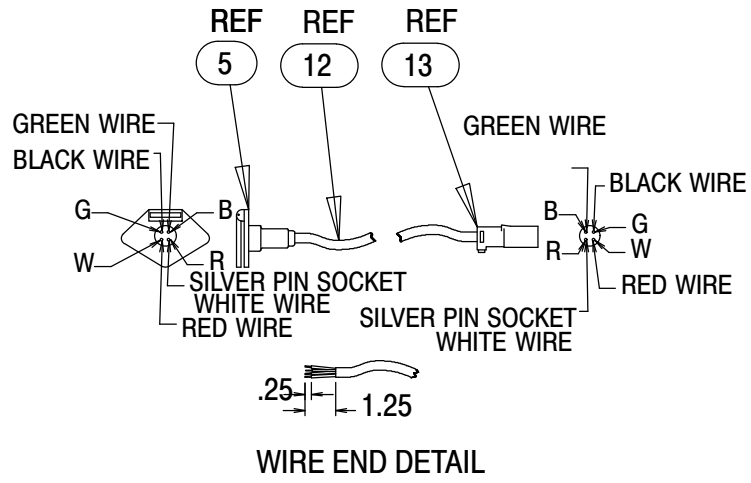 REF REF REF
5 12 13
GREEN WIRE
BLACK WIRE
G B
W R
SILVER PIN SOCKET
WHITE WIRE
RED WIRE
GREEN WIRE
BLACK WIRE
B G
R W
RED WIRE
SILVER PIN SOCKET
WHITE WIRE
.25 1.25
WIRE END DETAIL